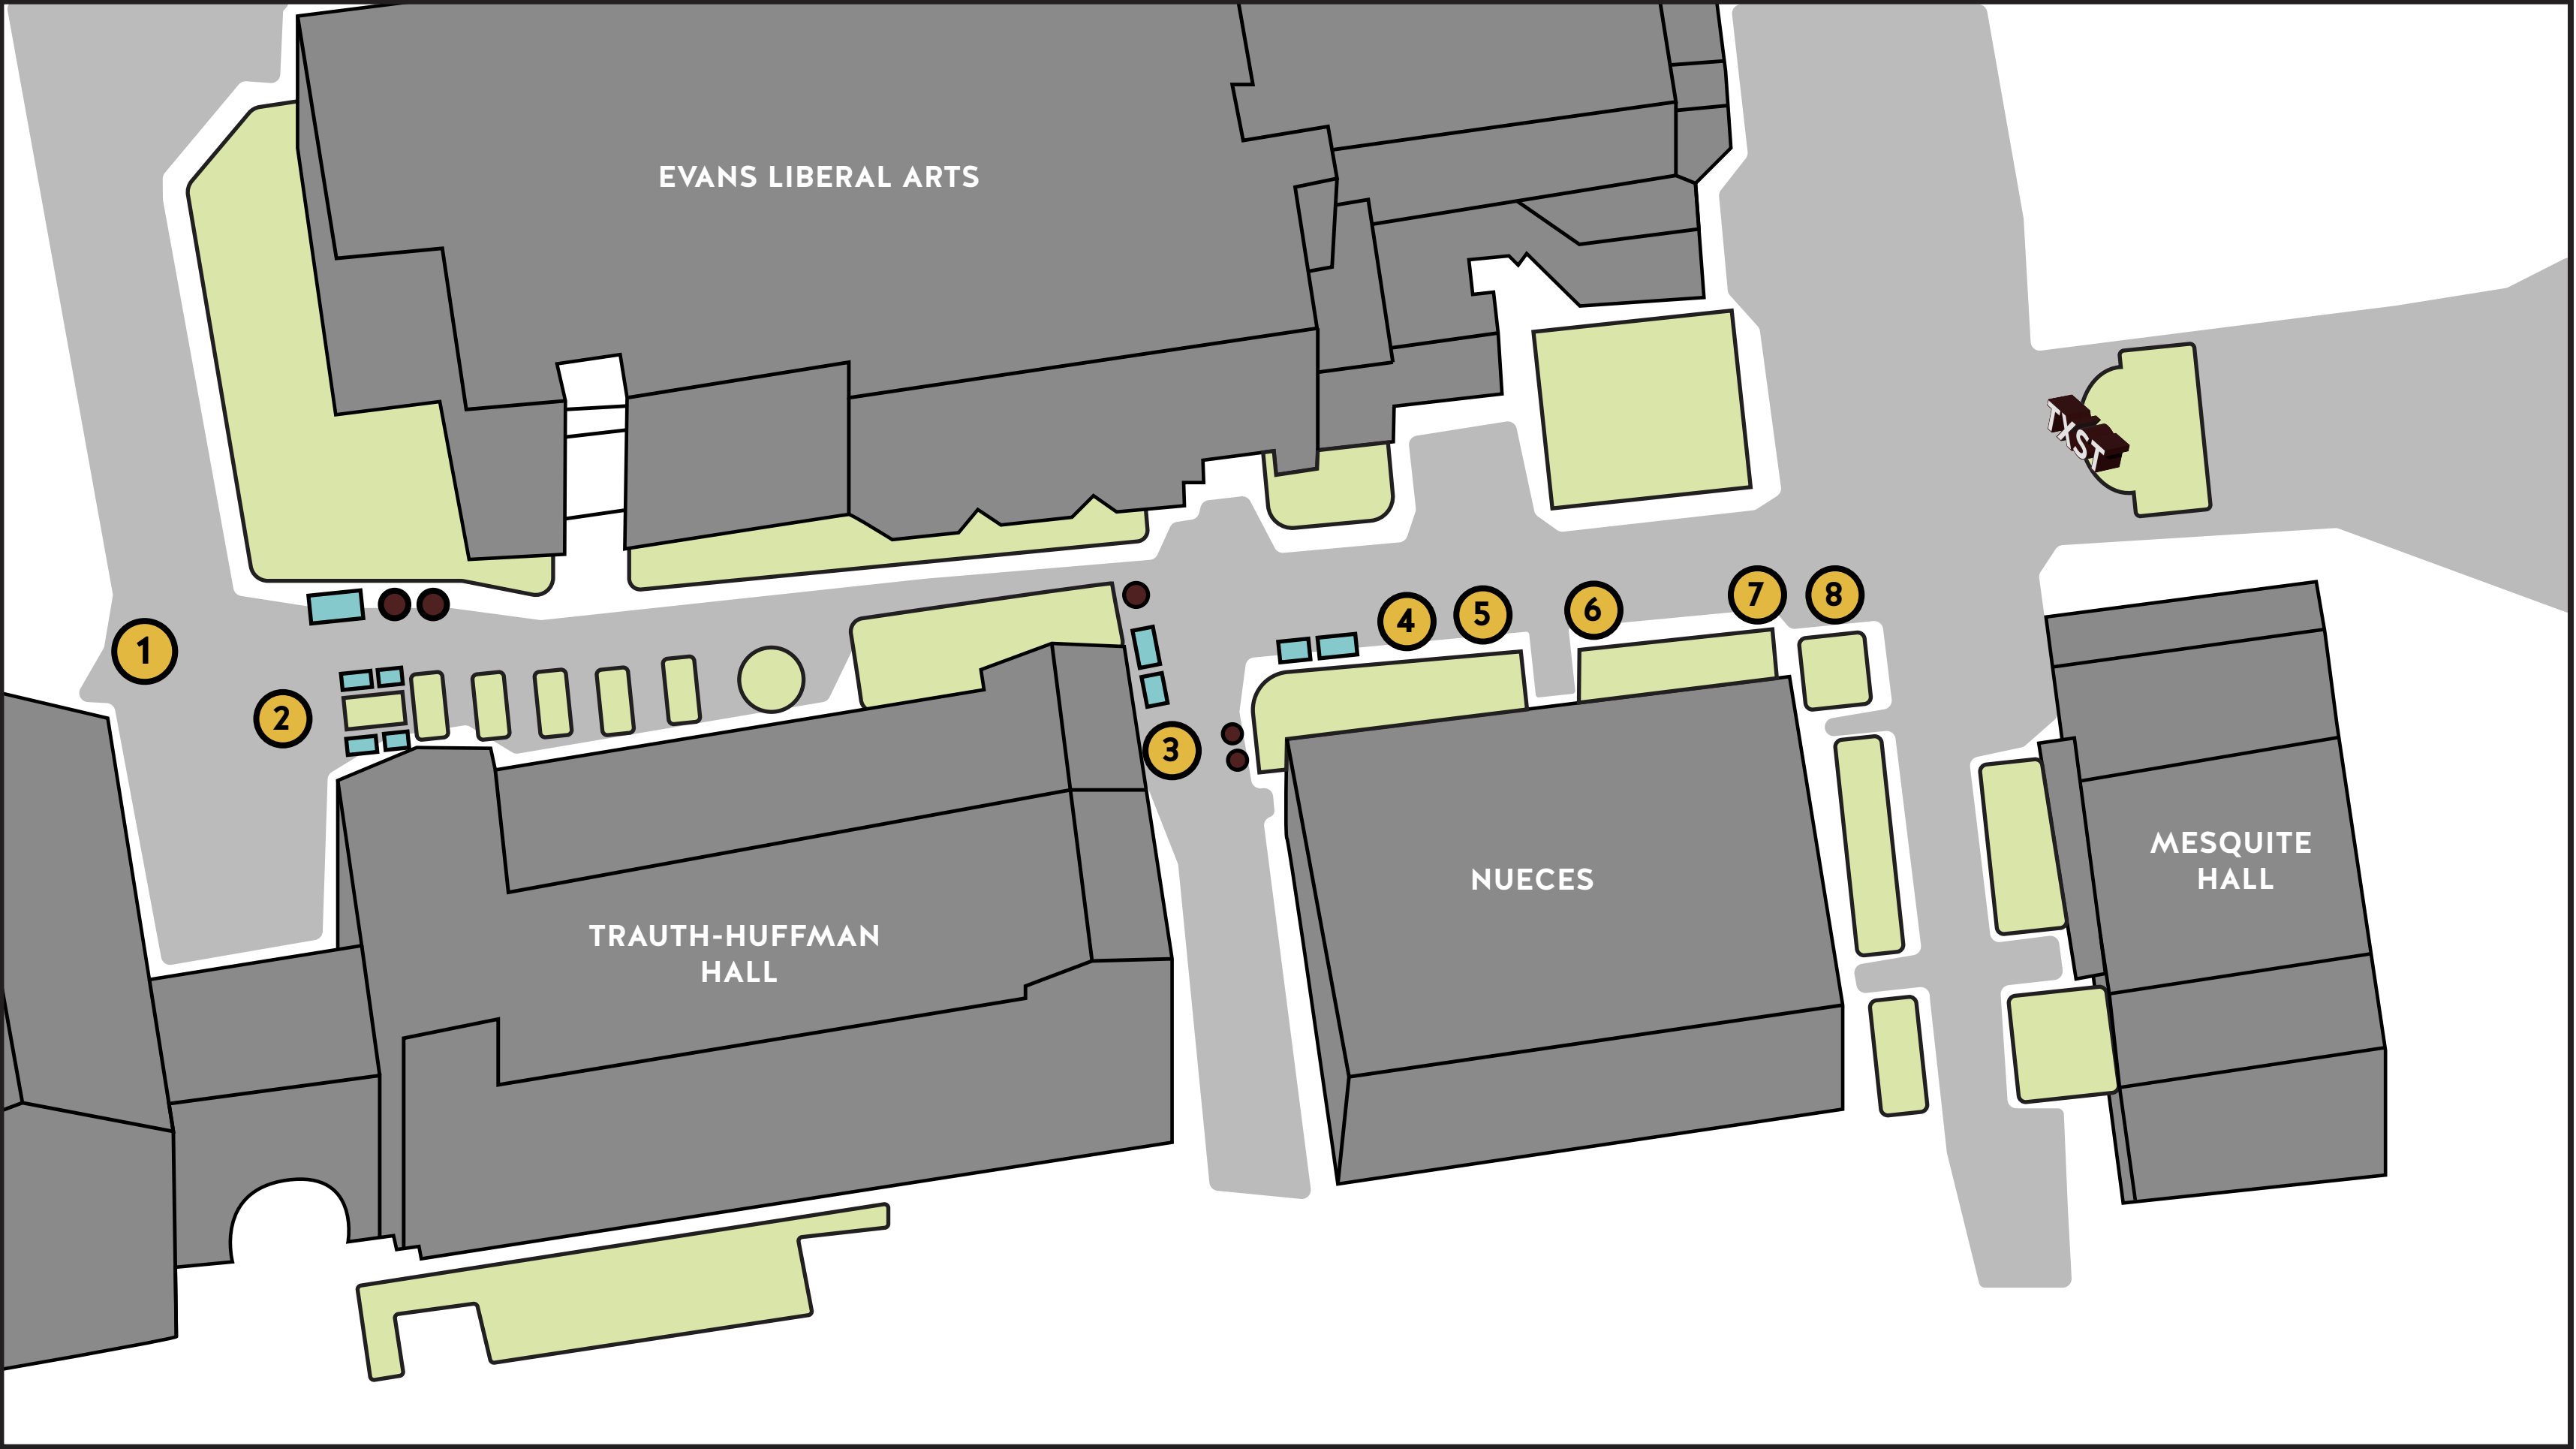 EVANS LIBERAL ARTS
TXST
1
2
3
4
5
6
7
8
TRAUTH-HUFFMAN
HALL
NUECES
MESQUITE
HALL